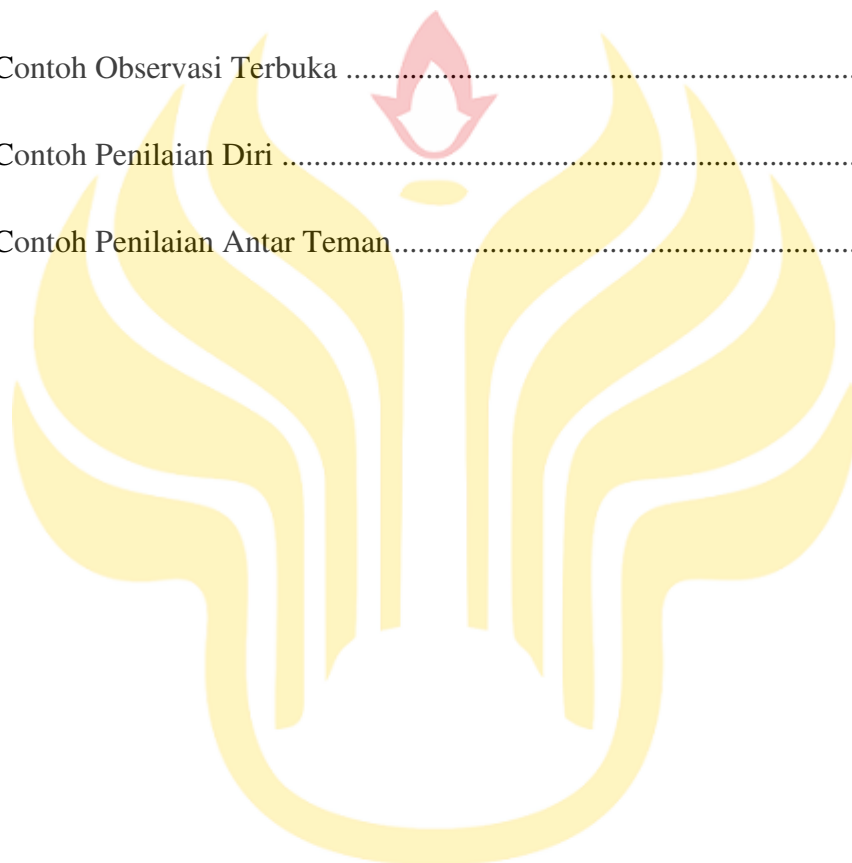 Contoh Observasi Terbuka ................................................................
Contoh Penilaian Diri ........................................................................
Contoh Penilaian Antar Teman..........................................................